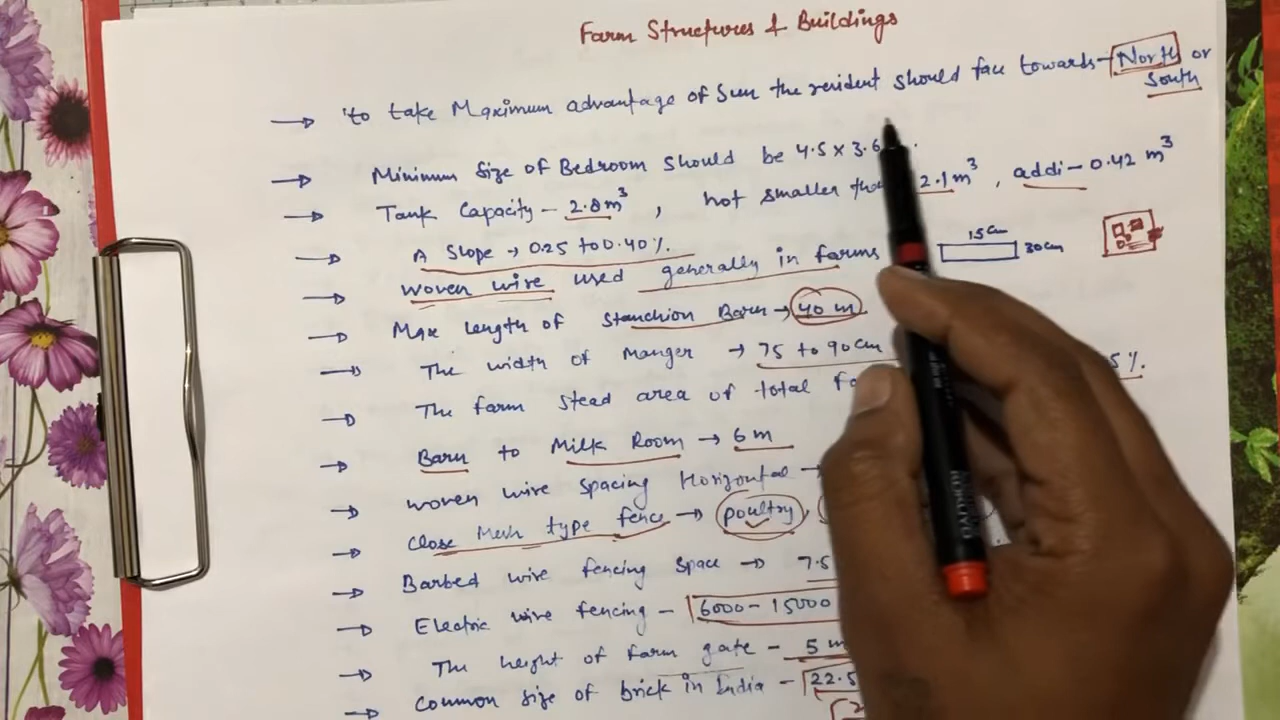 Farm Structures & Buildings
→ To take Maximum advantage of Sun the resident should face towards - North or South
→ Minimum Size of Bedroom should be 4.5 x 3.6
→ Tank Capacity - 2.8 m³, not smaller than 2.1 m³, addi - 0.42 m³
→ A Slope → 0.25 to 0.40%.
→ woven wire used generally in farms 15 cm 30 cm
→ Max length of Stanchion Barn → 40 m
→ The width of Manger → 75 to 90 cm
→ The farm stead area of total 5%.
→ Barn to Milk Room → 6 m
→ woven wire spacing Horizontal →
→ Close Mesh type fence → poultry,
→ Barbed wire fencing space → 7.5
→ Electric wire fencing - 6000 - 15000
→ The height of farm gate - 5 m
→ Common size of brick in India - 22.5